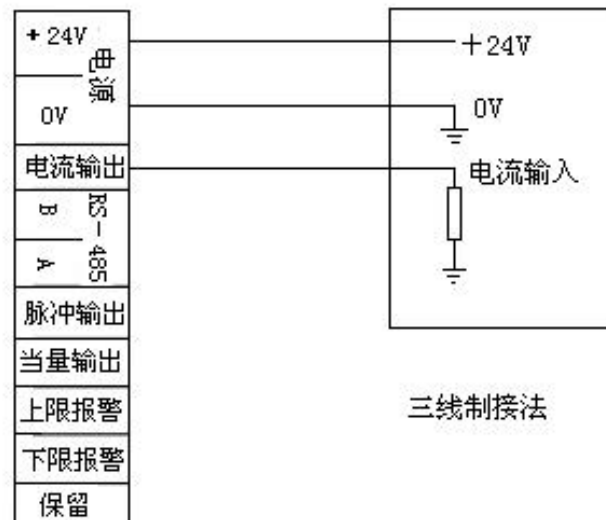 +24V
电源
0V
电流输出
B
RS-485
A
脉冲输出
当量输出
上限报警
下限报警
保留
+24V
0V
电流输入
三线制接法